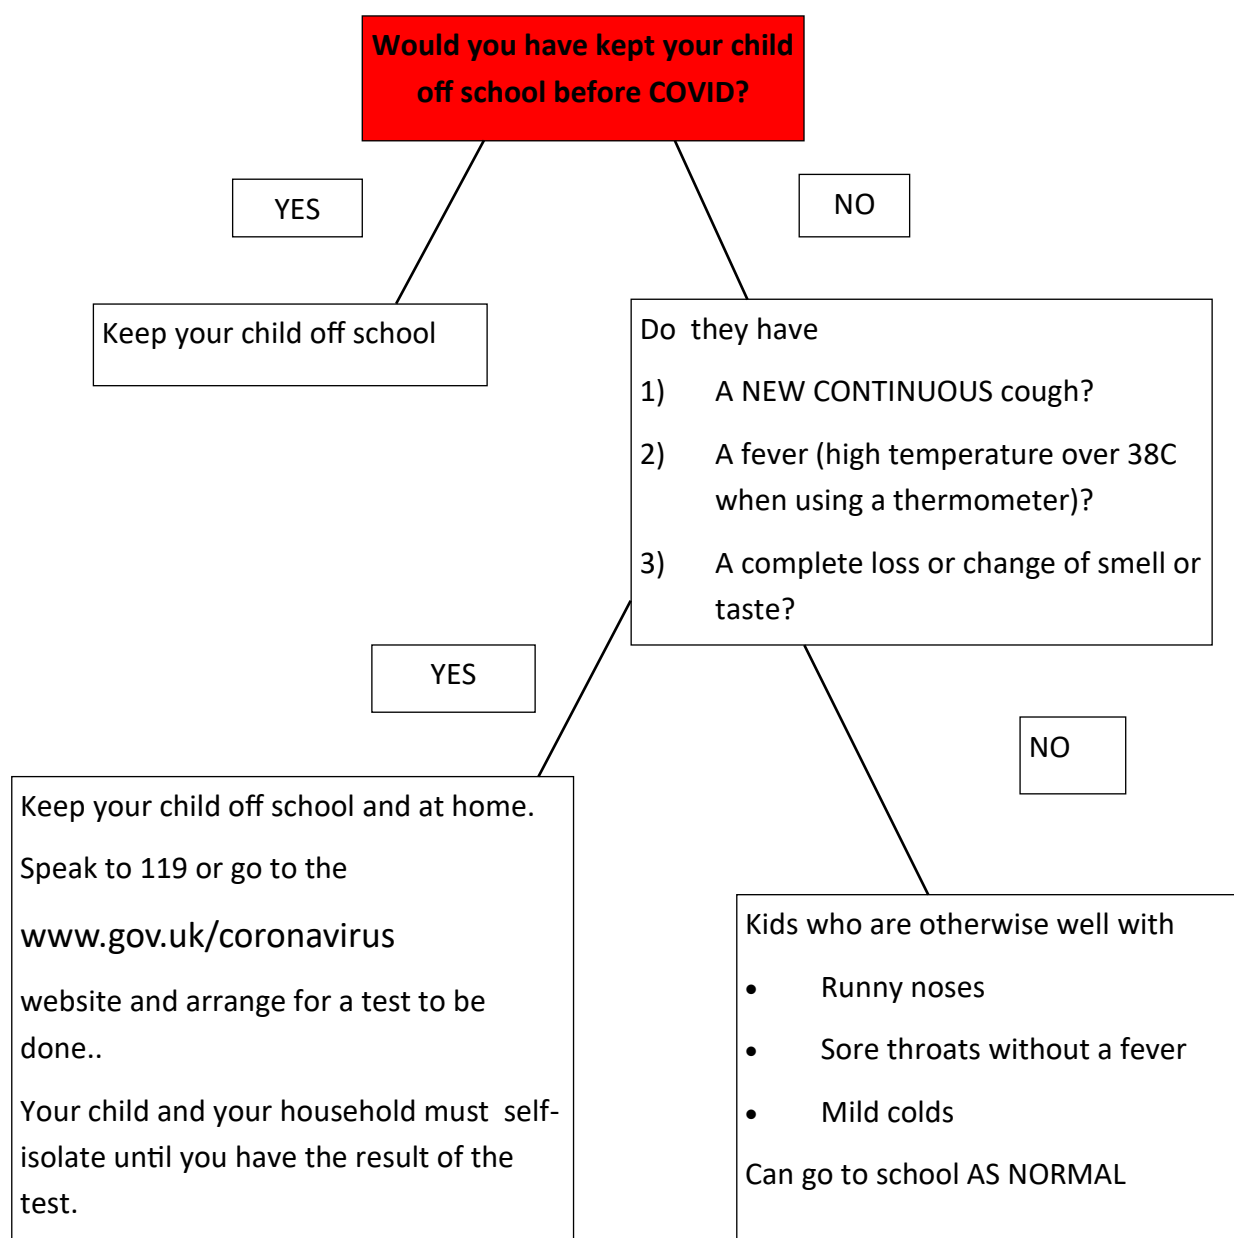 Would you have kept your child
off school before COVID?
YES
NO
Keep your child off school
Do  they have
1) A NEW CONTINUOUS cough?
2) A fever (high temperature over 38C
when using a thermometer)?
3) A complete loss or change of smell or
taste?
YES
NO
Keep your child off school and at home.
Speak to 119 or go to the
www.gov.uk/coronavirus
website and arrange for a test to be
done..
Your child and your household must  self-
isolate until you have the result of the
test.
Kids who are otherwise well with
• Runny noses
• Sore throats without a fever
• Mild colds
Can go to school AS NORMAL